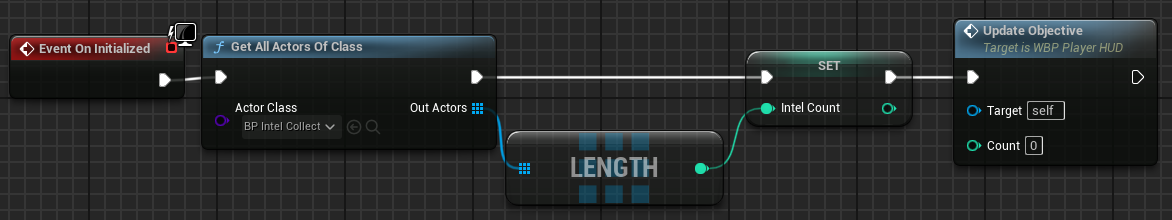 Event On Initialized
f Get All Actors Of Class
Actor Class
BP Intel Collect
Out Actors
LENGTH
SET
Intel Count
Update Objective
Target is WBP Player HUD
Target self
Count 0